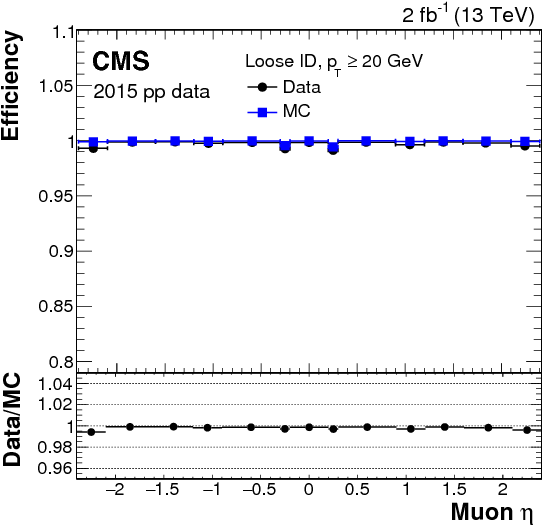 2 fb⁻¹ (13 TeV)
Efficiency
1.1
1.05
1
0.95
0.9
0.85
0.8
CMS
2015 pp data
Loose ID, p_T ≥ 20 GeV
Data
MC
Data/MC
1.04
1.02
1
0.98
0.96
−2 −1.5 −1 −0.5 0 0.5 1 1.5 2
Muon η